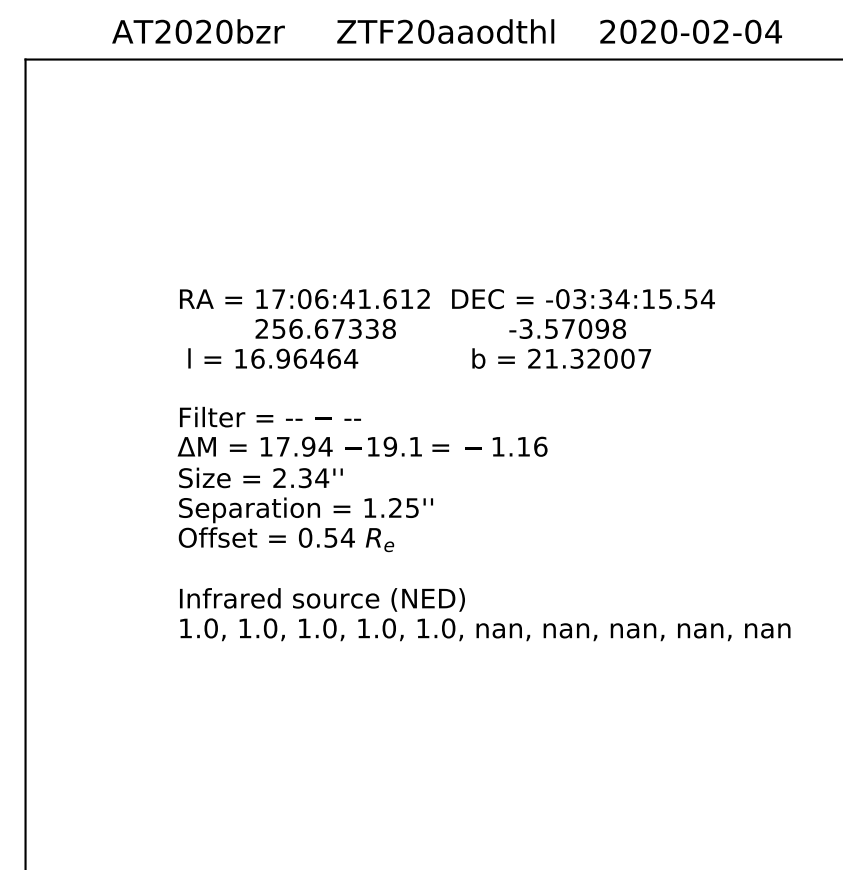 AT2020bzr ZTF20aaodthl 2020-02-04
RA = 17:06:41.612 DEC = -03:34:15.54
256.67338 -3.57098
l = 16.96464 b = 21.32007
Filter = -- − --
ΔM = 17.94 −19.1 = − 1.16
Size = 2.34''
Separation = 1.25''
Offset = 0.54 Rₑ
Infrared source (NED)
1.0, 1.0, 1.0, 1.0, 1.0, nan, nan, nan, nan, nan